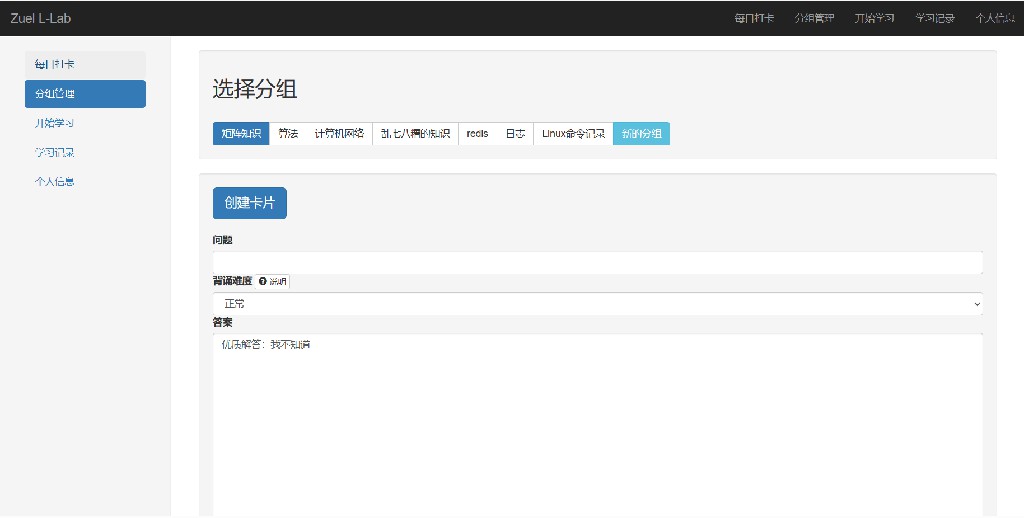 Zuel L-Lab 每日打卡 分组管理 开始学习 学习记录 个人信息
每日打卡
分组管理
开始学习
学习记录
个人信息
选择分组
矩阵知识 算法 计算机网络 乱七八糟的知识 redis 日志 Linux命令记录 新的分组
创建卡片
问题
背诵难度 说明
正常
答案
优质解答：我不知道